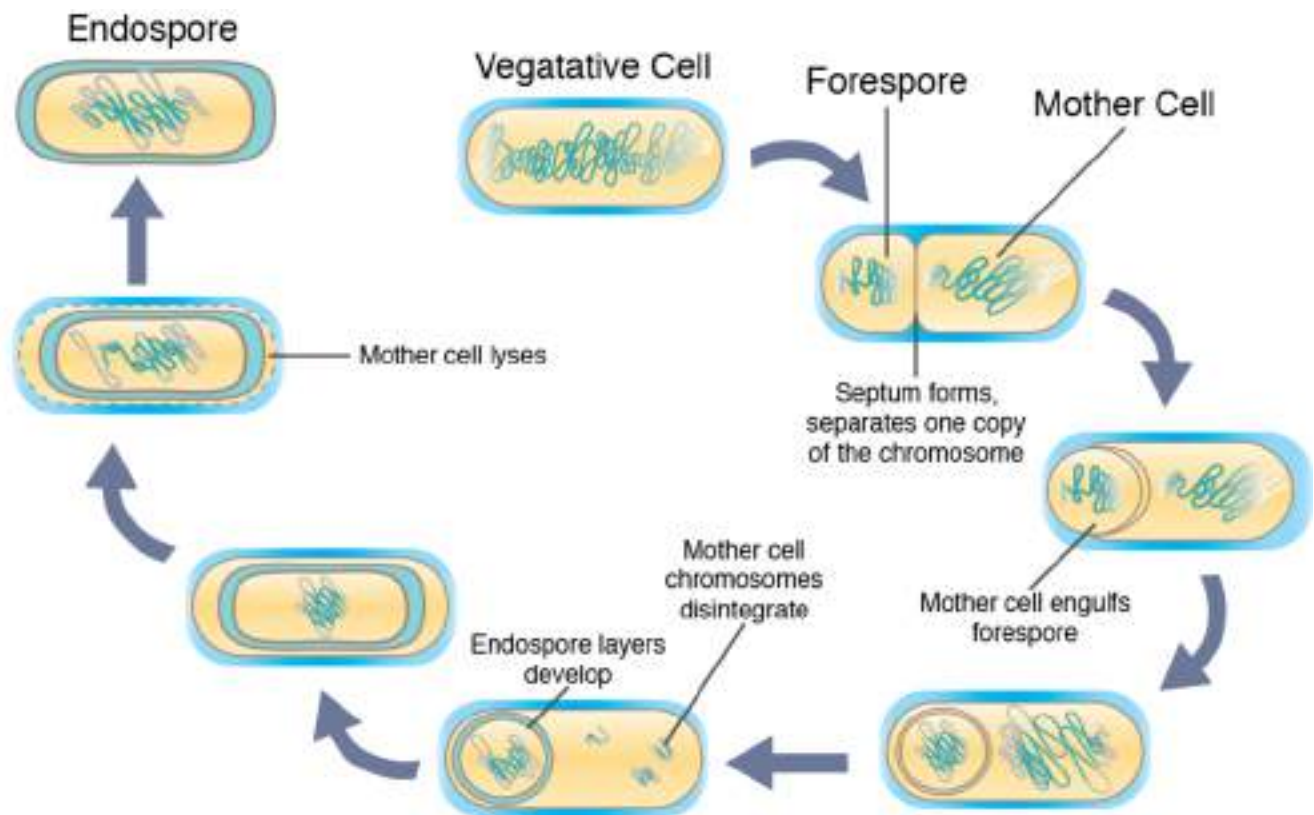 Endospore
Vegatative Cell
Forespore
Mother Cell
Mother cell lyses
Septum forms,
separates one copy
of the chromosome
Mother cell
chromosomes
disintegrate
Mother cell engulfs
forespore
Endospore layers
develop